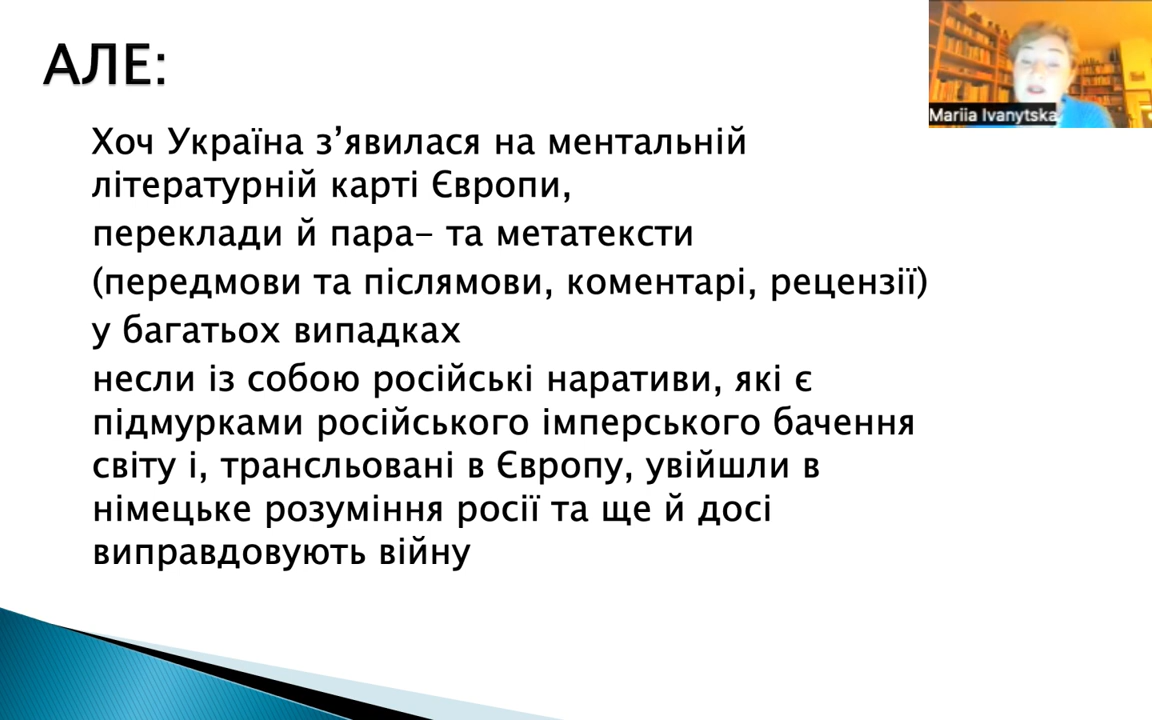 АЛЕ:
Mariia Ivanytska
Хоч Україна з’явилася на ментальній
літературній карті Європи,
переклади й пара- та метатексти
(передмови та післямови, коментарі, рецензії)
у багатьох випадках
несли із собою російські наративи, які є
підмурками російського імперського бачення
світу і, трансльовані в Європу, увійшли в
німецьке розуміння росії та ще й досі
виправдовують війну